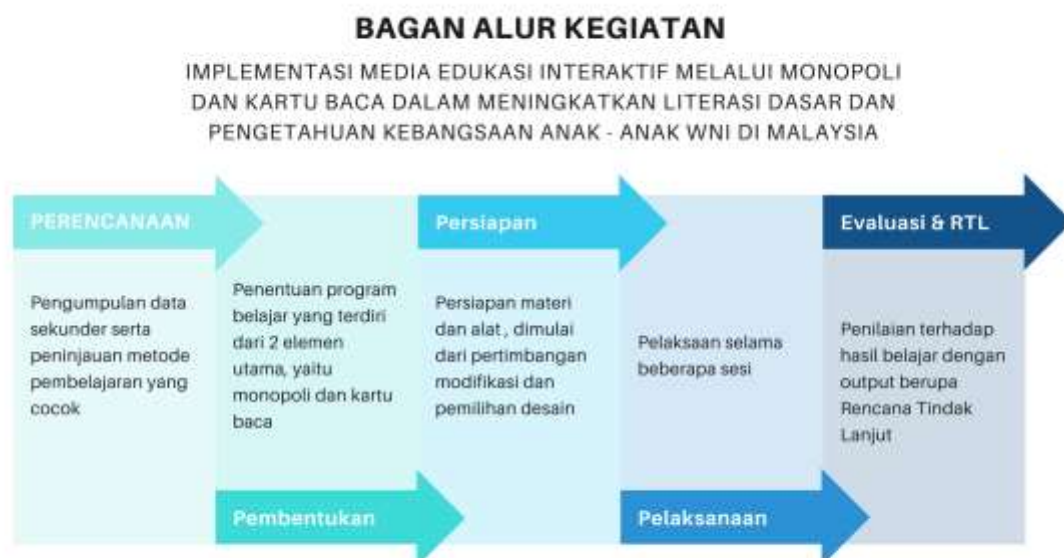 BAGAN ALUR KEGIATAN
IMPLEMENTASI MEDIA EDUKASI INTERAKTIF MELALUI MONOPOLI
DAN KARTU BACA DALAM MENINGKATKAN LITERASI DASAR DAN
PENGETAHUAN KEBANGSAAN ANAK - ANAK WNI DI MALAYSIA
PERENCANAAN
Pengumpulan data
sekunder serta
peninjauan metode
pembelajaran yang
cocok
Penentuan program
belajar yang terdiri
dari 2 elemen
utama, yaitu
monopoli dan kartu
baca
Pembentukan
Persiapan
Persiapan materi
dan alat , dimulai
dari pertimbangan
modifikasi dan
pemilihan desain
Pelaksaan selama
beberapa sesi
Pelaksanaan
Evaluasi & RTL
Penilaian terhadap
hasil belajar dengan
output berupa
Rencana Tindak
Lanjut